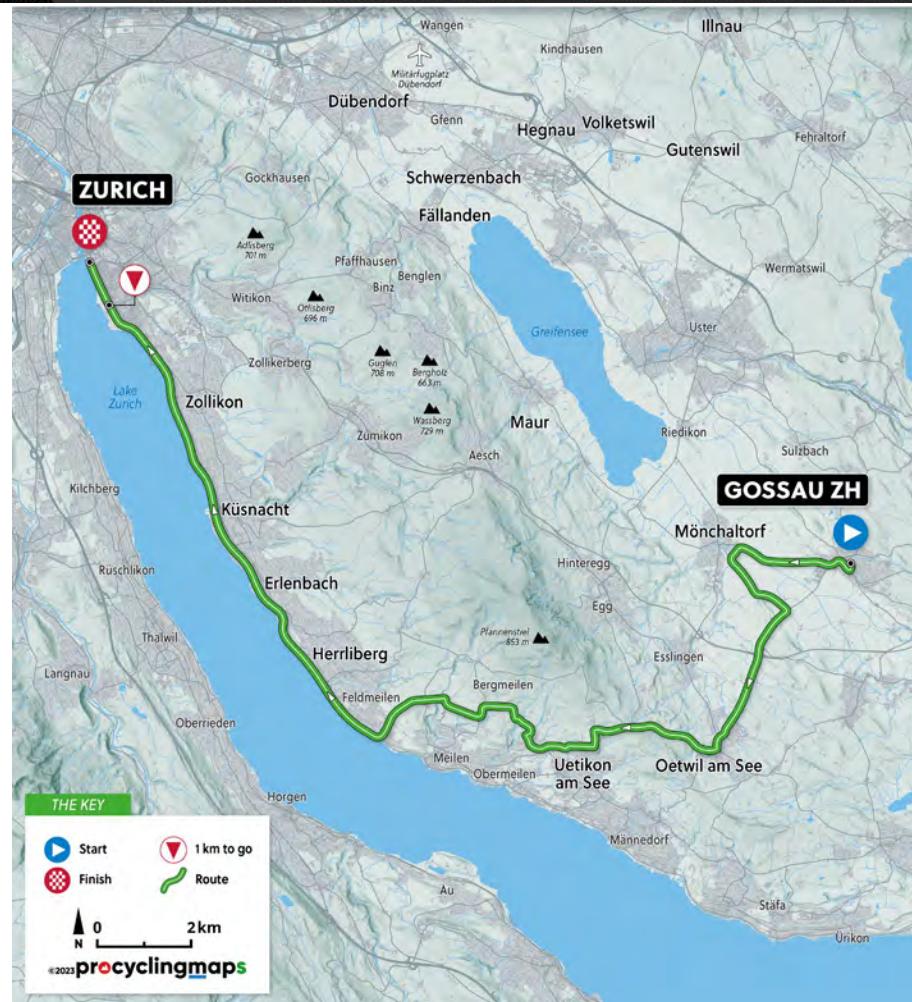 Wangen
Illnau
Kindhausen
Militärflugplatz
Dübendorf
Dübendorf
Gfenn
Hegnau
Volketswil
Fehraltorf
Gutenswil
ZURICH
Gockhausen
Schwerzenbach
Fällanden
Adlisberg
701 m
Pfaffhausen
Benglen
Binz
Wermatswil
Witikon
Ötlisberg
696 m
Greifensee
Uster
Zollikerberg
Guglen
708 m
Bergholz
663 m
Lake
Zurich
Zollikon
Wassberg
729 m
Maur
Zumikon
Riedikon
Aesch
Sulzbach
Kilchberg
GOSSAU ZH
Küsnacht
Mönchaltorf
Hinteregg
Rüschlikon
Erlenbach
Egg
Thalwil
Pfannenstiel
853 m
Herrliberg
Esslingen
Langnau
Feldmeilen
Bergmeilen
Oberrieden
Meilen
Uetikon
am See
Oetwil am See
Obermeilen
Horgen
Männedorf
THE KEY
Start
1 km to go
Finish
Route
Au
Stäfa
0 2 km
N
Ürikon
©2023 procyclingmaps